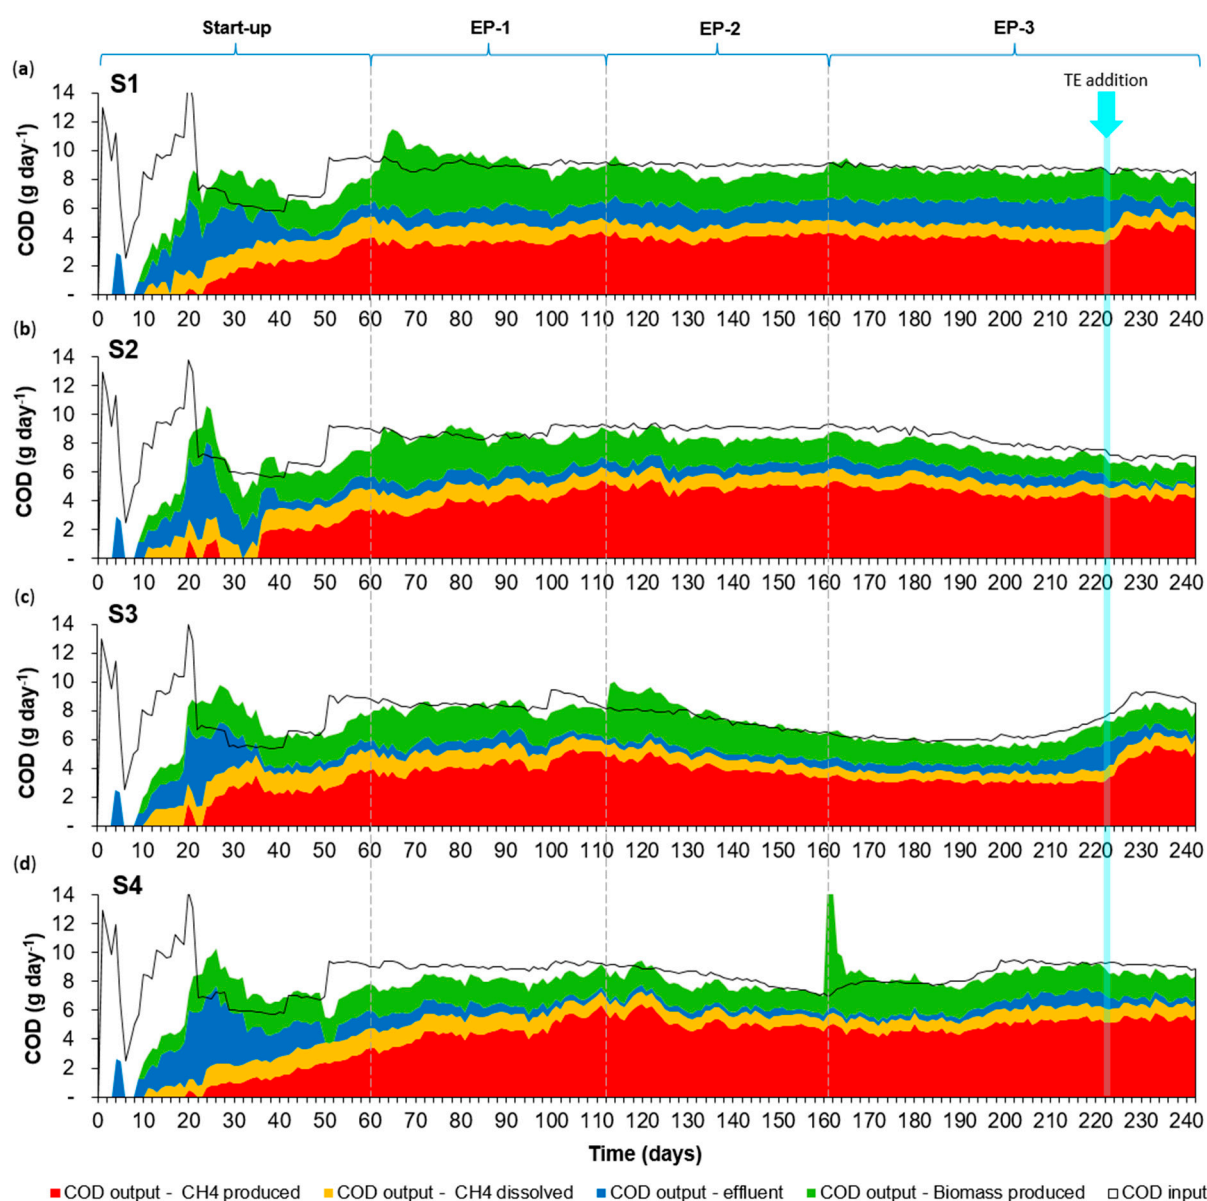 Start-up EP-1 EP-2 EP-3
(a)
S1
TE addition
COD (g day-1)
14
12
10
8
6
4
2
-
0 10 20 30 40 50 60 70 80 90 100 110 120 130 140 150 160 170 180 190 200 210 220 230 240
(b)
S2
COD (g day-1)
14
12
10
8
6
4
2
-
0 10 20 30 40 50 60 70 80 90 100 110 120 130 140 150 160 170 180 190 200 210 220 230 240
(c)
S3
COD (g day-1)
14
12
10
8
6
4
2
-
0 10 20 30 40 50 60 70 80 90 100 110 120 130 140 150 160 170 180 190 200 210 220 230 240
(d)
S4
COD (g day-1)
14
12
10
8
6
4
2
-
0 10 20 30 40 50 60 70 80 90 100 110 120 130 140 150 160 170 180 190 200 210 220 230 240
Time (days)
COD output - CH4 produced COD output - CH4 dissolved COD output - effluent COD output - Biomass produced COD input